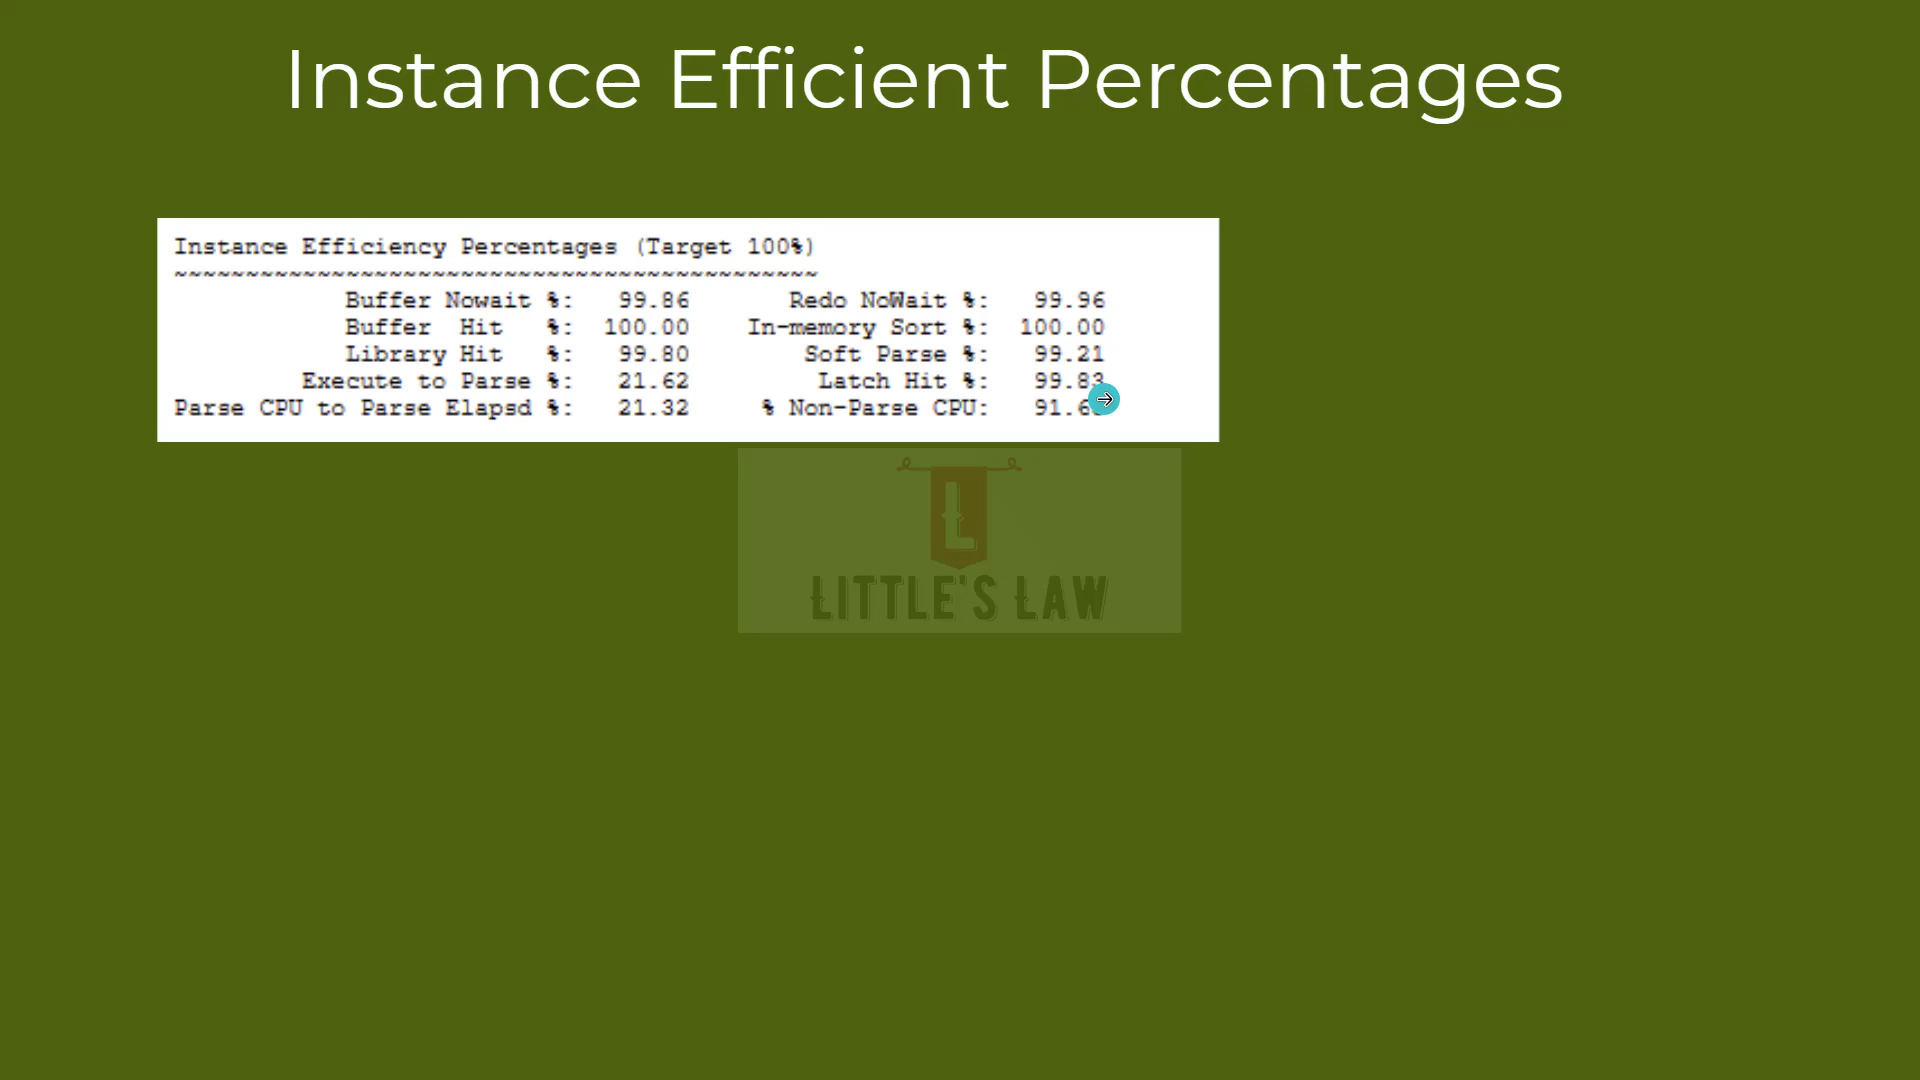 Instance Efficient Percentages
Instance Efficiency Percentages (Target 100%)
~~~~~~~~~~~~~~~~~~~~~~~~~~~~~~~~~~~~~~~~~~~~~
Buffer Nowait %: 99.86 Redo NoWait %: 99.96
Buffer Hit %: 100.00 In-memory Sort %: 100.00
Library Hit %: 99.80 Soft Parse %: 99.21
Execute to Parse %: 21.62 Latch Hit %: 99.83
Parse CPU to Parse Elapsd %: 21.32 % Non-Parse CPU:
L
LITTLE'S LAW